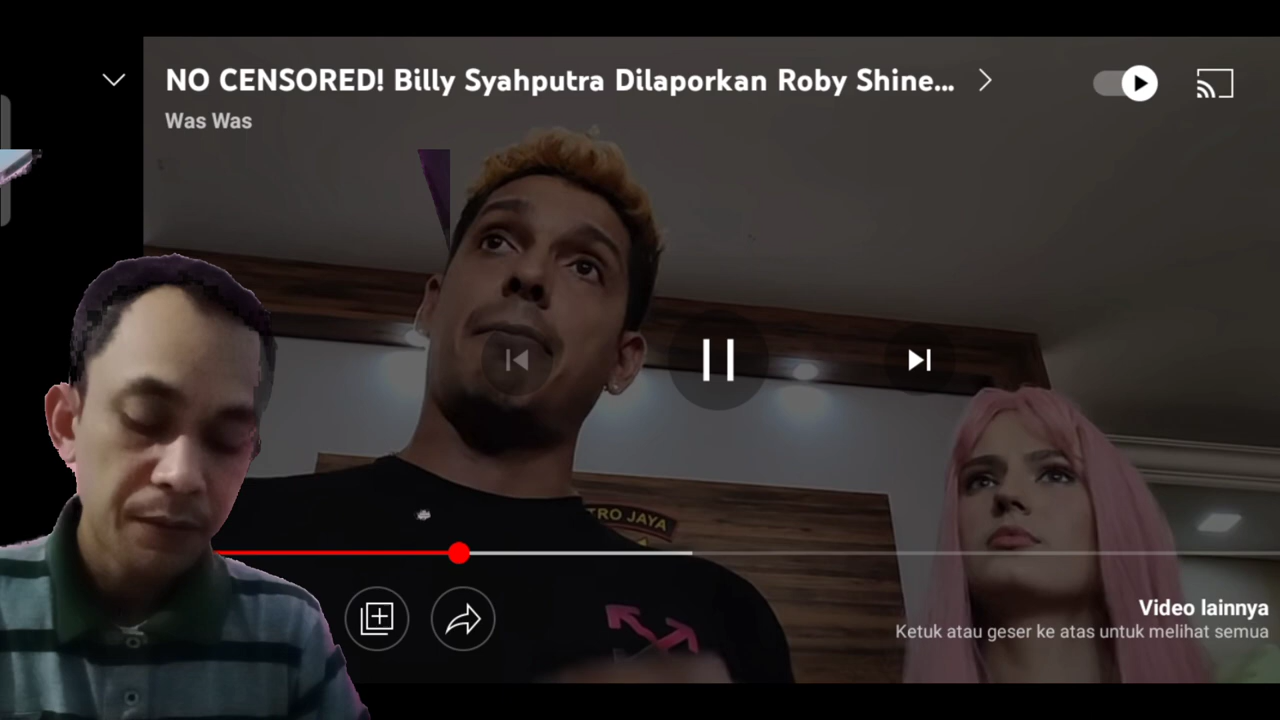 NO CENSORED! Billy Syahputra Dilaporkan Roby Shine...
Was Was
TRO JAYA
Video lainnya
Ketuk atau geser ke atas untuk melihat semua